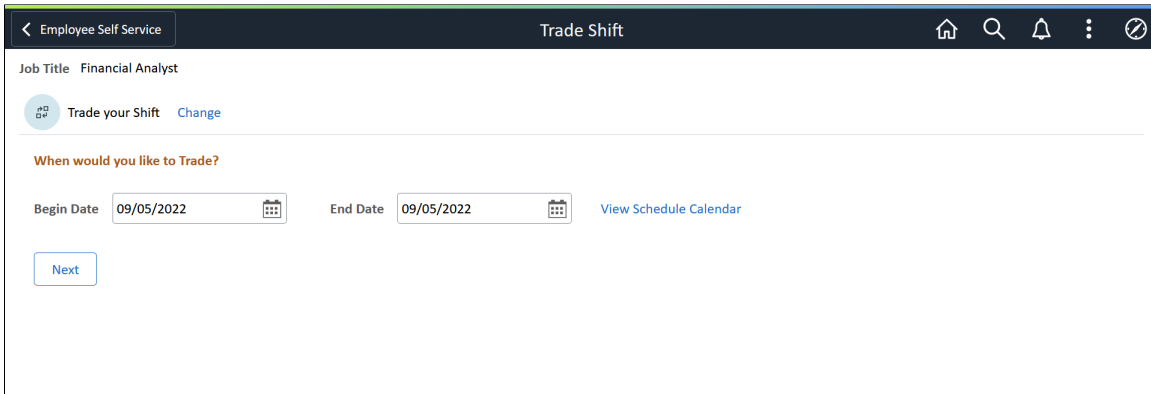 Employee Self Service
Trade Shift
Job Title Financial Analyst
Trade your Shift Change
When would you like to Trade?
Begin Date 09/05/2022 End Date 09/05/2022 View Schedule Calendar
Next